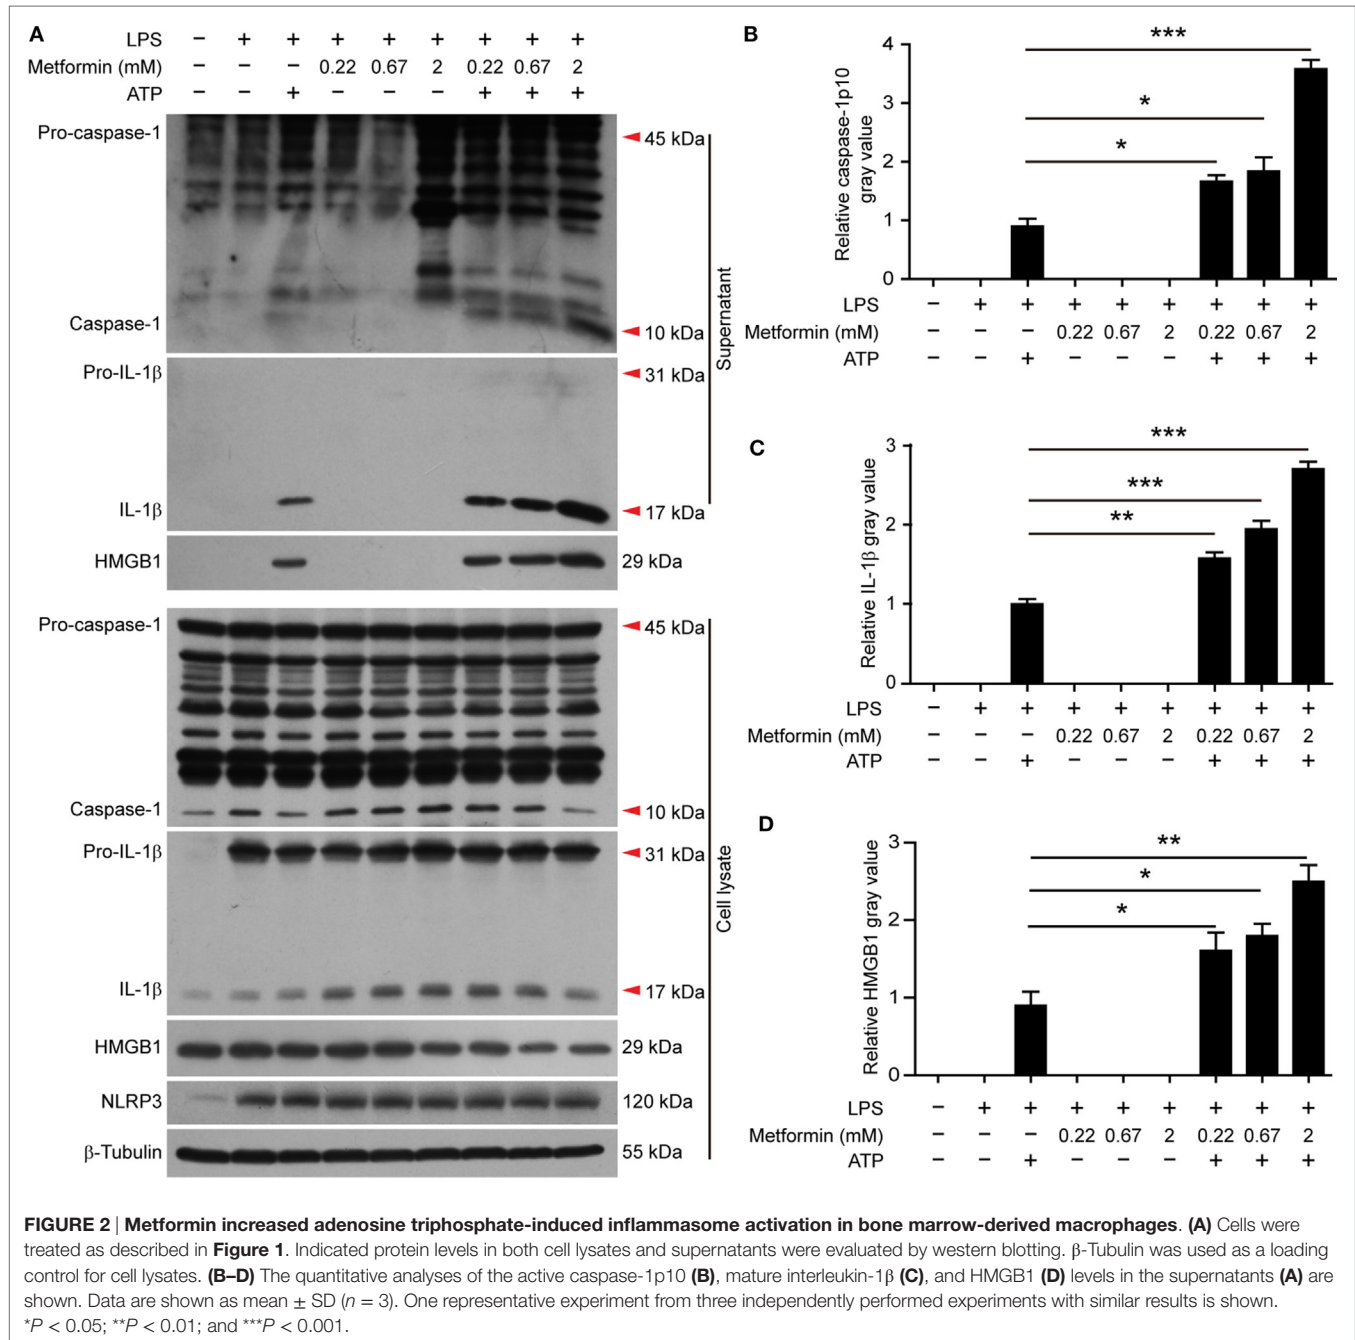 A
LPS – + + + + + + + +
Metformin (mM) – – – 0.22 0.67 2 0.22 0.67 2
ATP – – + – – – + + +
Pro-caspase-1
45 kDa
Caspase-1
10 kDa
Pro-IL-1β
31 kDa
IL-1β
17 kDa
HMGB1
29 kDa
Supernatant
Pro-caspase-1
45 kDa
Caspase-1
10 kDa
Pro-IL-1β
31 kDa
IL-1β
17 kDa
HMGB1
29 kDa
NLRP3
120 kDa
β-Tubulin
55 kDa
Cell lysate
B
***
*
*
Relative caspase-1p10
gray value
4
3
2
1
0
LPS – + + + + + + + +
Metformin (mM) – – – 0.22 0.67 2 0.22 0.67 2
ATP – – + – – – + + +
C
***
***
**
Relative IL-1β gray value
3
2
1
0
LPS – + + + + + + + +
Metformin (mM) – – – 0.22 0.67 2 0.22 0.67 2
ATP – – + – – – + + +
D
**
*
*
Relative HMGB1 gray value
3
2
1
0
LPS – + + + + + + + +
Metformin (mM) – – – 0.22 0.67 2 0.22 0.67 2
ATP – – + – – – + + +
FIGURE 2 | Metformin increased adenosine triphosphate-induced inflammasome activation in bone marrow-derived macrophages. (A) Cells were
treated as described in Figure 1. Indicated protein levels in both cell lysates and supernatants were evaluated by western blotting. β-Tubulin was used as a loading
control for cell lysates. (B–D) The quantitative analyses of the active caspase-1p10 (B), mature interleukin-1β (C), and HMGB1 (D) levels in the supernatants (A) are
shown. Data are shown as mean ± SD (n = 3). One representative experiment from three independently performed experiments with similar results is shown.
*P < 0.05; **P < 0.01; and ***P < 0.001.